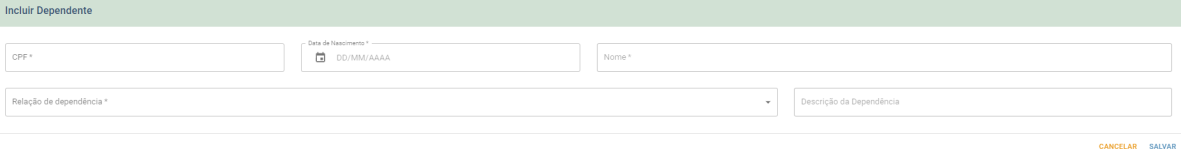 Incluir Dependente
Data de Nascimento *
CPF * DD/MM/AAAA Nome *
Relação de dependência * Descrição da Dependência
CANCELAR SALVAR